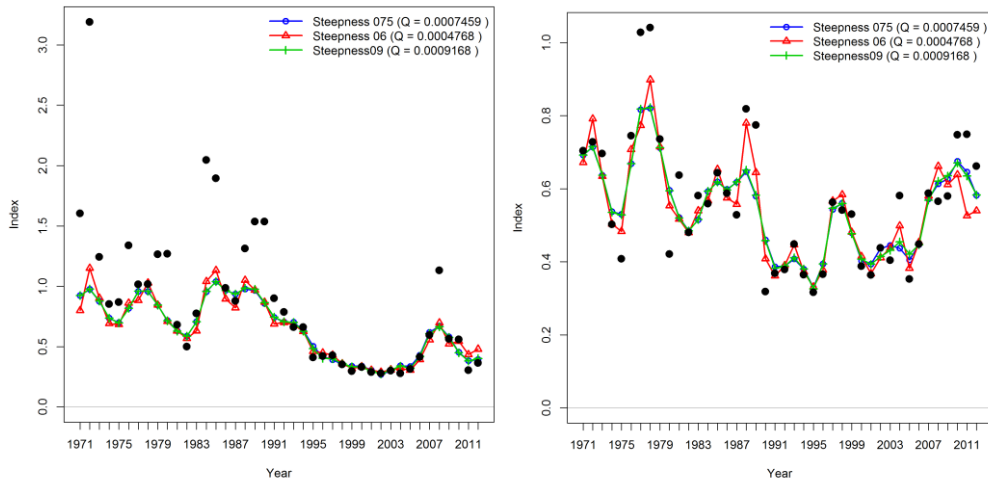 Steepness 075 (Q = 0.0007459 )
Steepness 06 (Q = 0.0004768 )
Steepness09 (Q = 0.0009168 )
3.0
2.5
2.0
1.5
1.0
0.5
0.0
Index
1971 1975 1979 1983 1987 1991 1995 1999 2003 2007 2011
Year
Steepness 075 (Q = 0.0007459 )
Steepness 06 (Q = 0.0004768 )
Steepness09 (Q = 0.0009168 )
1.0
0.8
0.6
0.4
0.2
0.0
Index
1971 1975 1979 1983 1987 1991 1995 1999 2003 2007 2011
Year